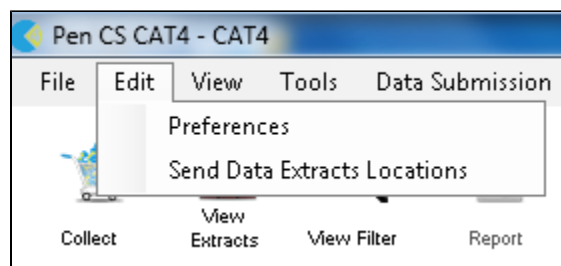 Pen CS CAT4 - CAT4
File Edit View Tools Data Submission
Preferences
Send Data Extracts Locations
Collect View Extracts View Filter Report